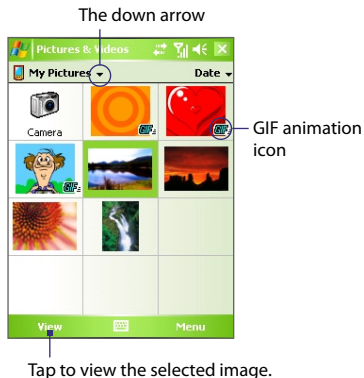 The down arrow
Pictures & Videos
My Pictures
Date
Camera
GIF
GIF
GIF animation
icon
GIF
View
Menu
Tap to view the selected image.